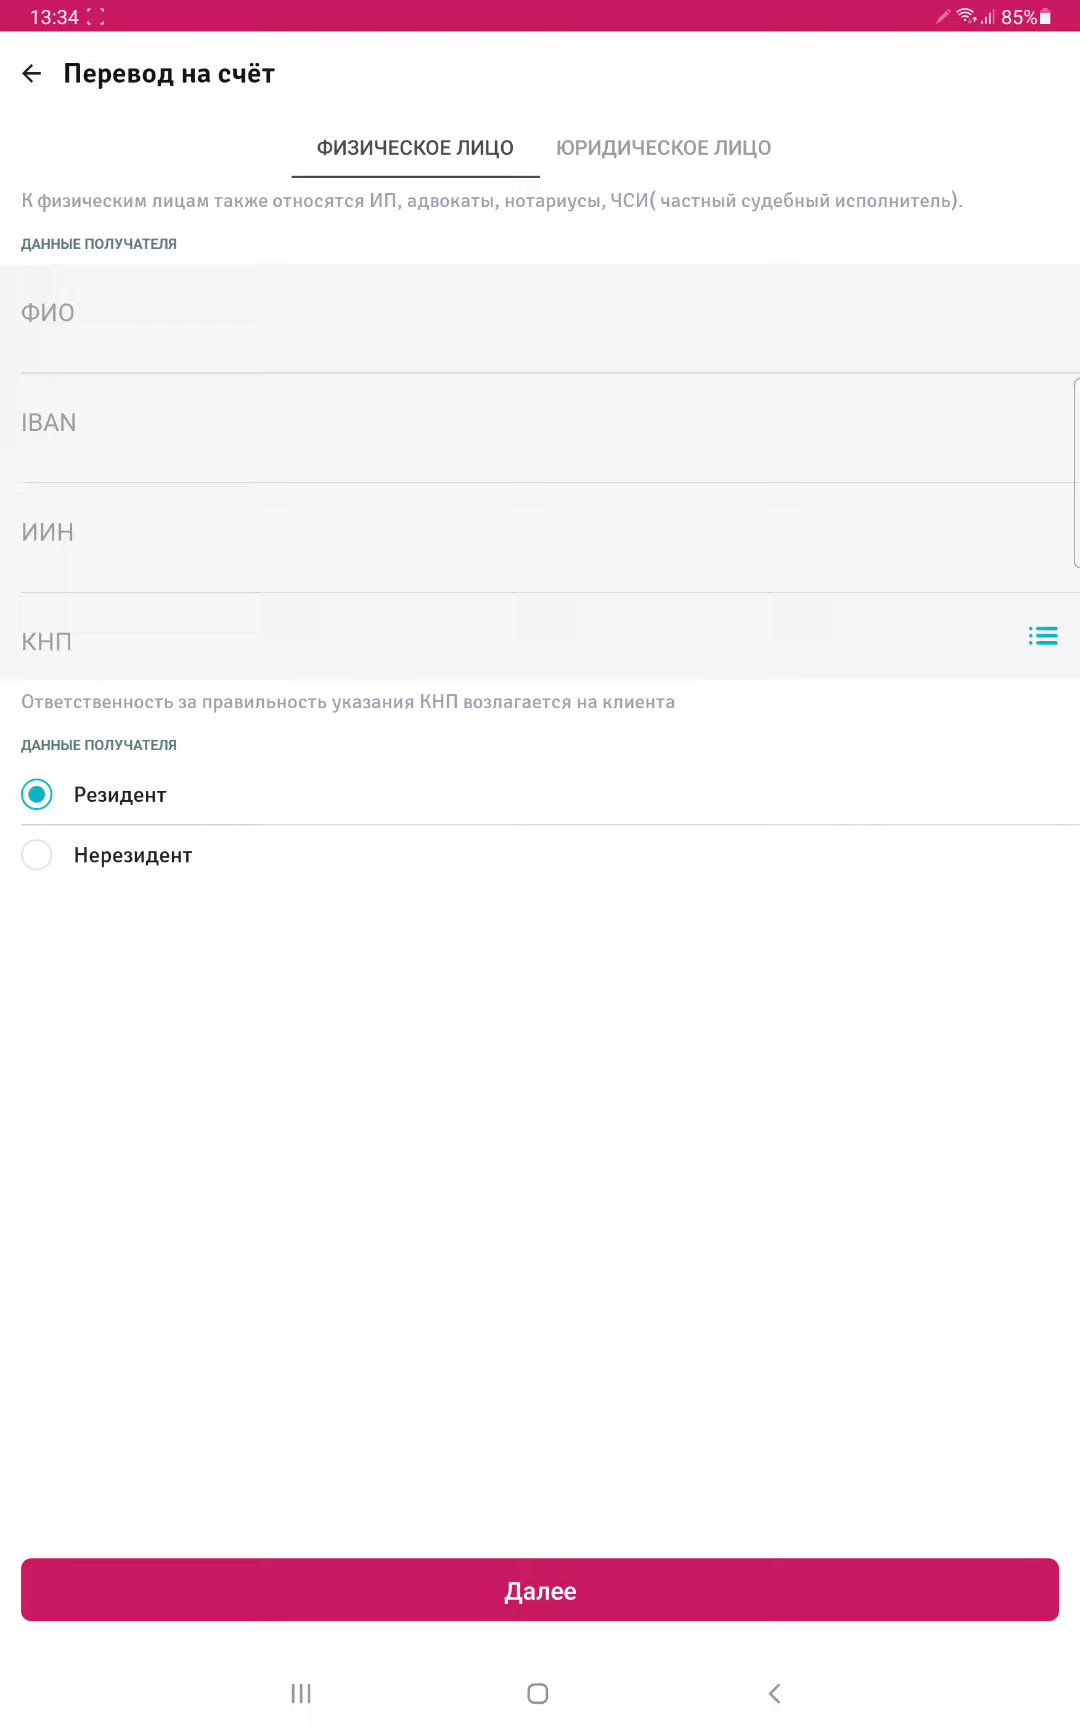 13:34 85%
Перевод на счёт
ФИЗИЧЕСКОЕ ЛИЦО ЮРИДИЧЕСКОЕ ЛИЦО
К физическим лицам также относятся ИП, адвокаты, нотариусы, ЧСИ( частный судебный исполнитель).
ДАННЫЕ ПОЛУЧАТЕЛЯ
ФИО
IBAN
ИИН
КНП
Ответственность за правильность указания КНП возлагается на клиента
ДАННЫЕ ПОЛУЧАТЕЛЯ
Резидент
Нерезидент
Далее